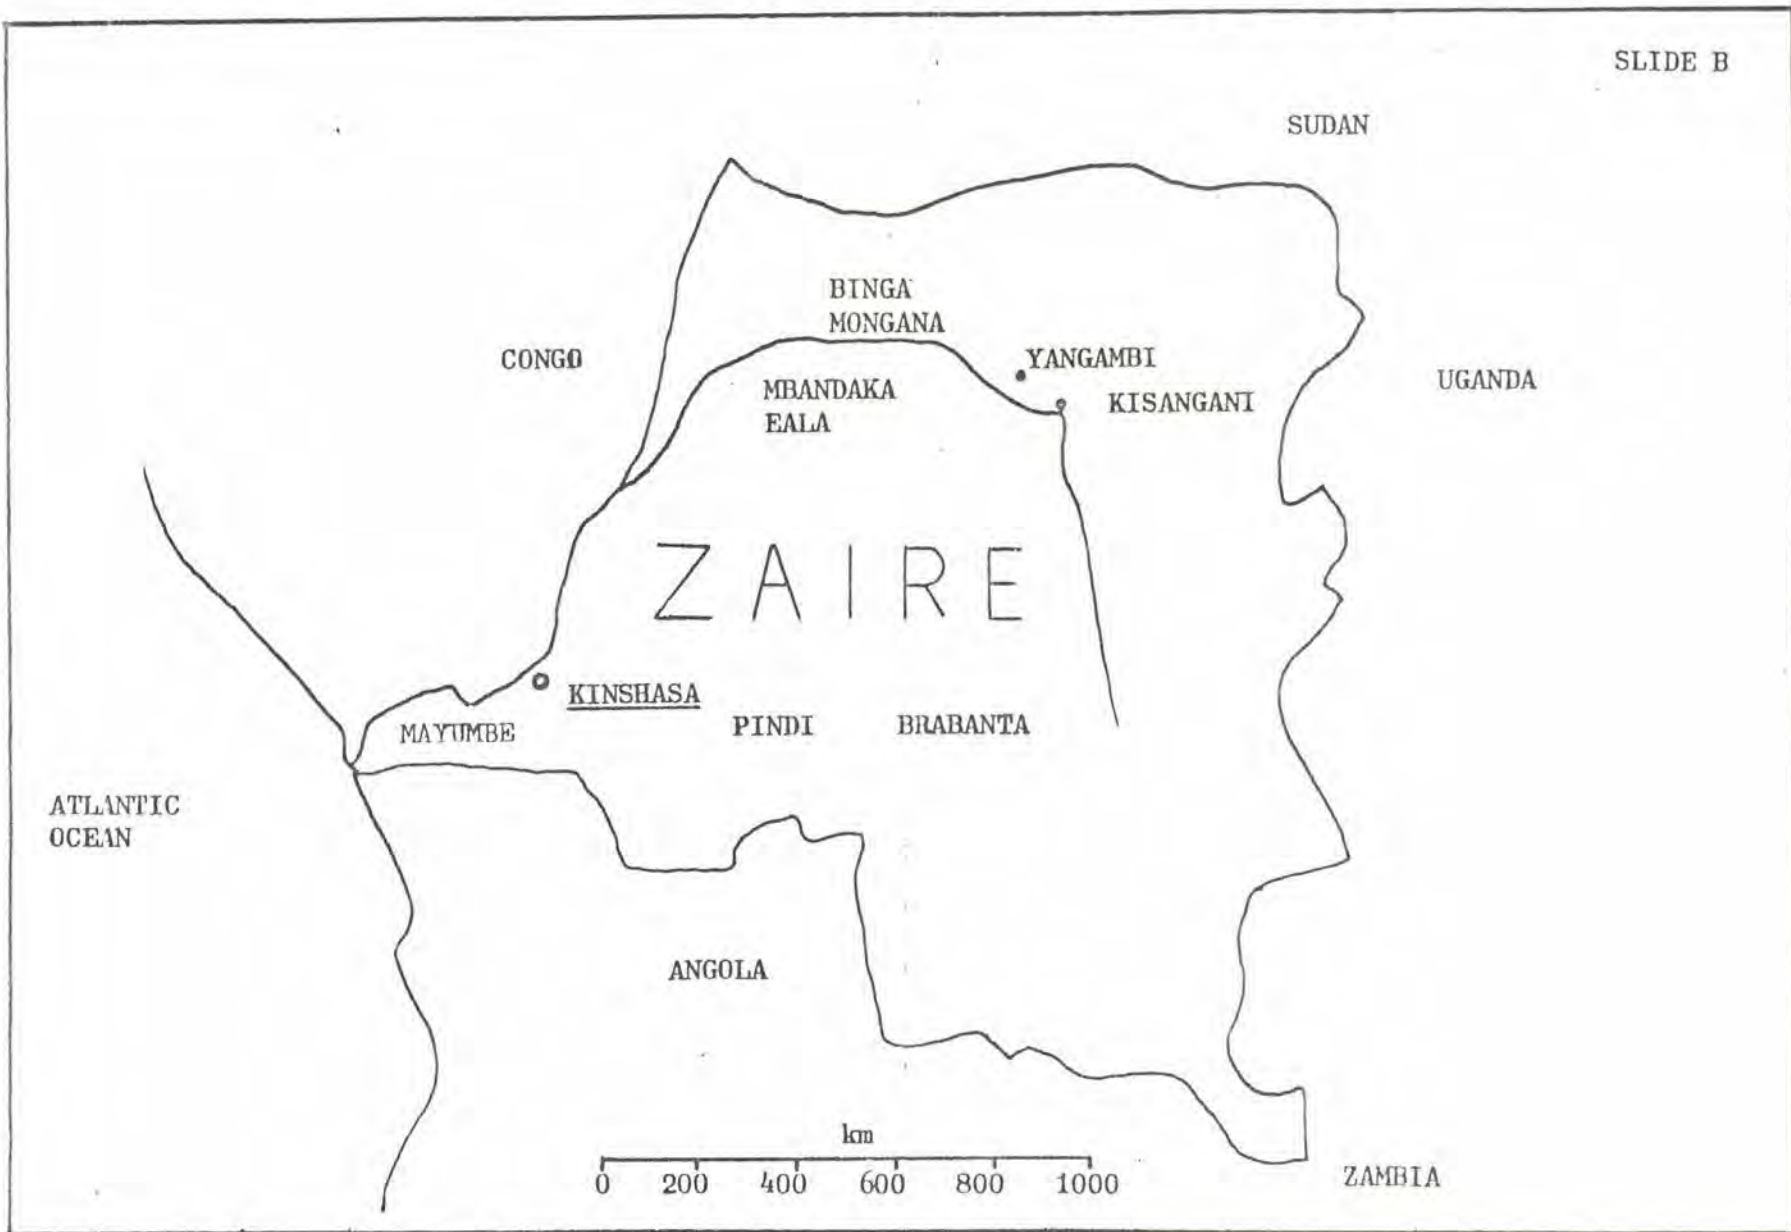 SLIDE B
SUDAN
BINGA
MONGANA
CONGO
YANGAMBI
UGANDA
MBANDAKA
EALA
KISANGANI
ZAIRE
KINSHASA
MAYUMBE
PINDI
BRABANTA
ATLANTIC
OCEAN
ANGOLA
km
0 200 400 600 800 1000
ZAMBIA